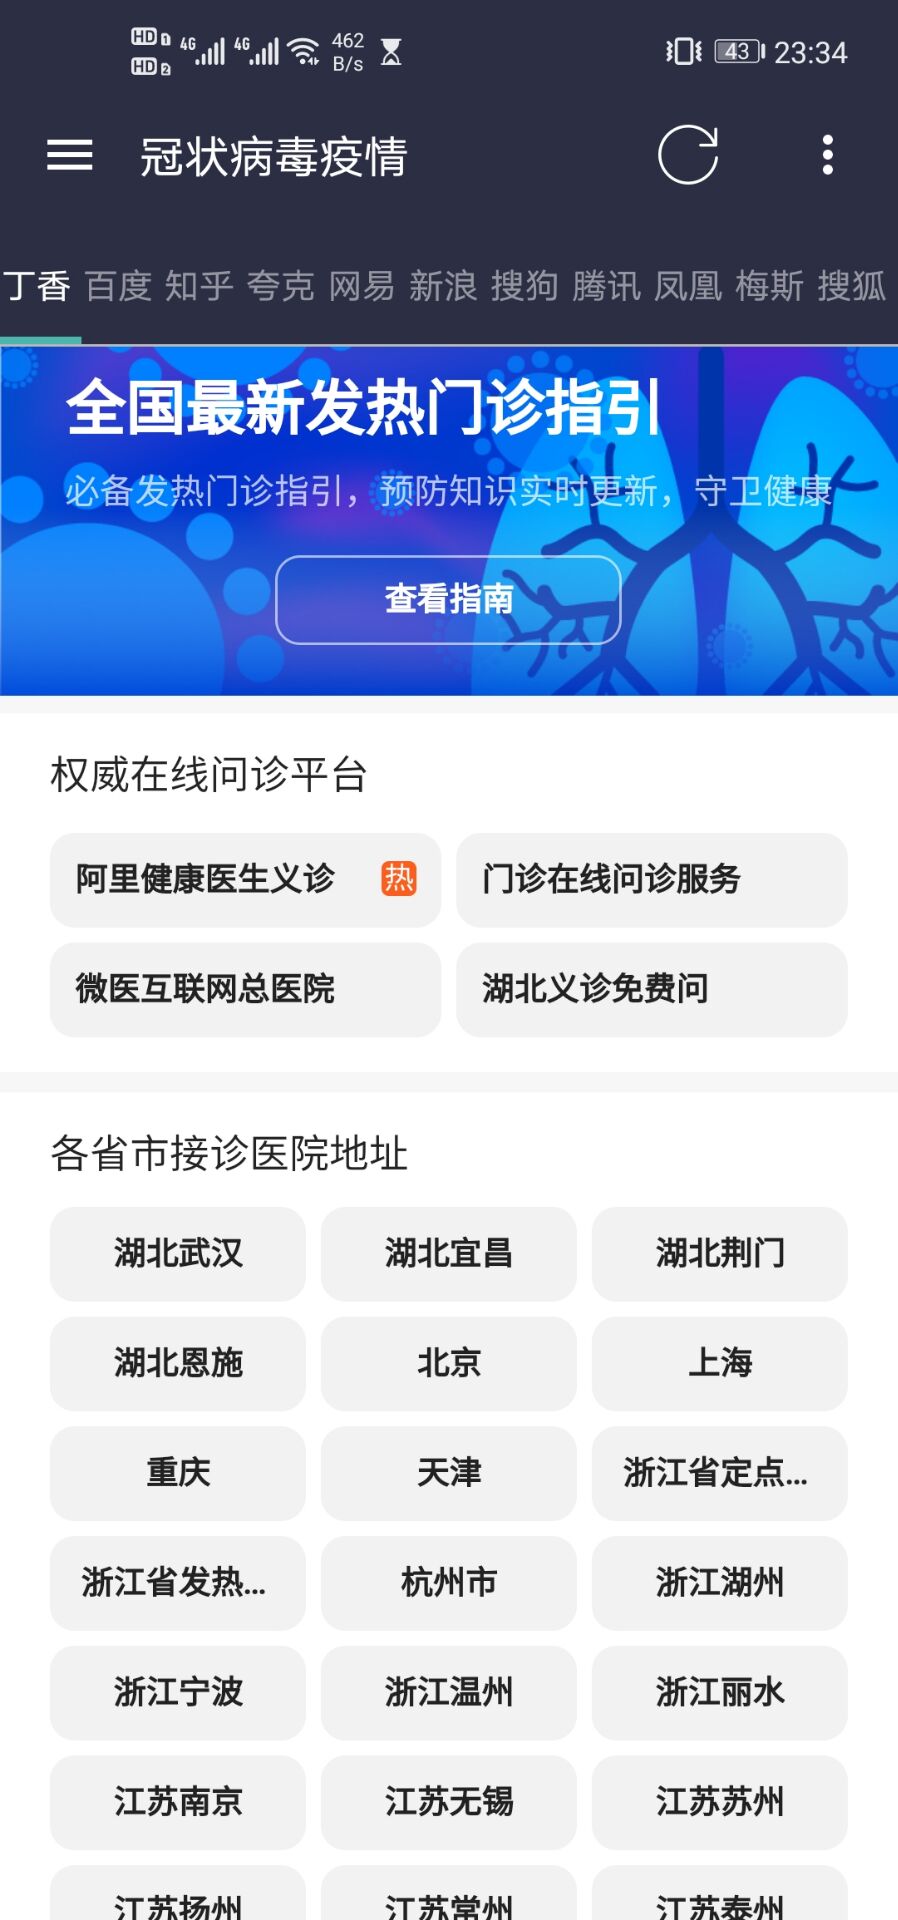 HD 1 4G 4G 462 43 23:34
HD 2 B/s
冠状病毒疫情
丁香 百度 知乎 夸克 网易 新浪 搜狗 腾讯 凤凰 梅斯 搜狐
全国最新发热门诊指引
必备发热门诊指引，预防知识实时更新，守卫健康
查看指南
权威在线问诊平台
阿里健康医生义诊 热 门诊在线问诊服务
微医互联网总医院 湖北义诊免费问
各省市接诊医院地址
湖北武汉 湖北宜昌 湖北荆门
湖北恩施 北京 上海
重庆 天津 浙江省定点...
浙江省发热... 杭州市 浙江湖州
浙江宁波 浙江温州 浙江丽水
江苏南京 江苏无锡 江苏苏州
江苏扬州 江苏常州 江苏泰州